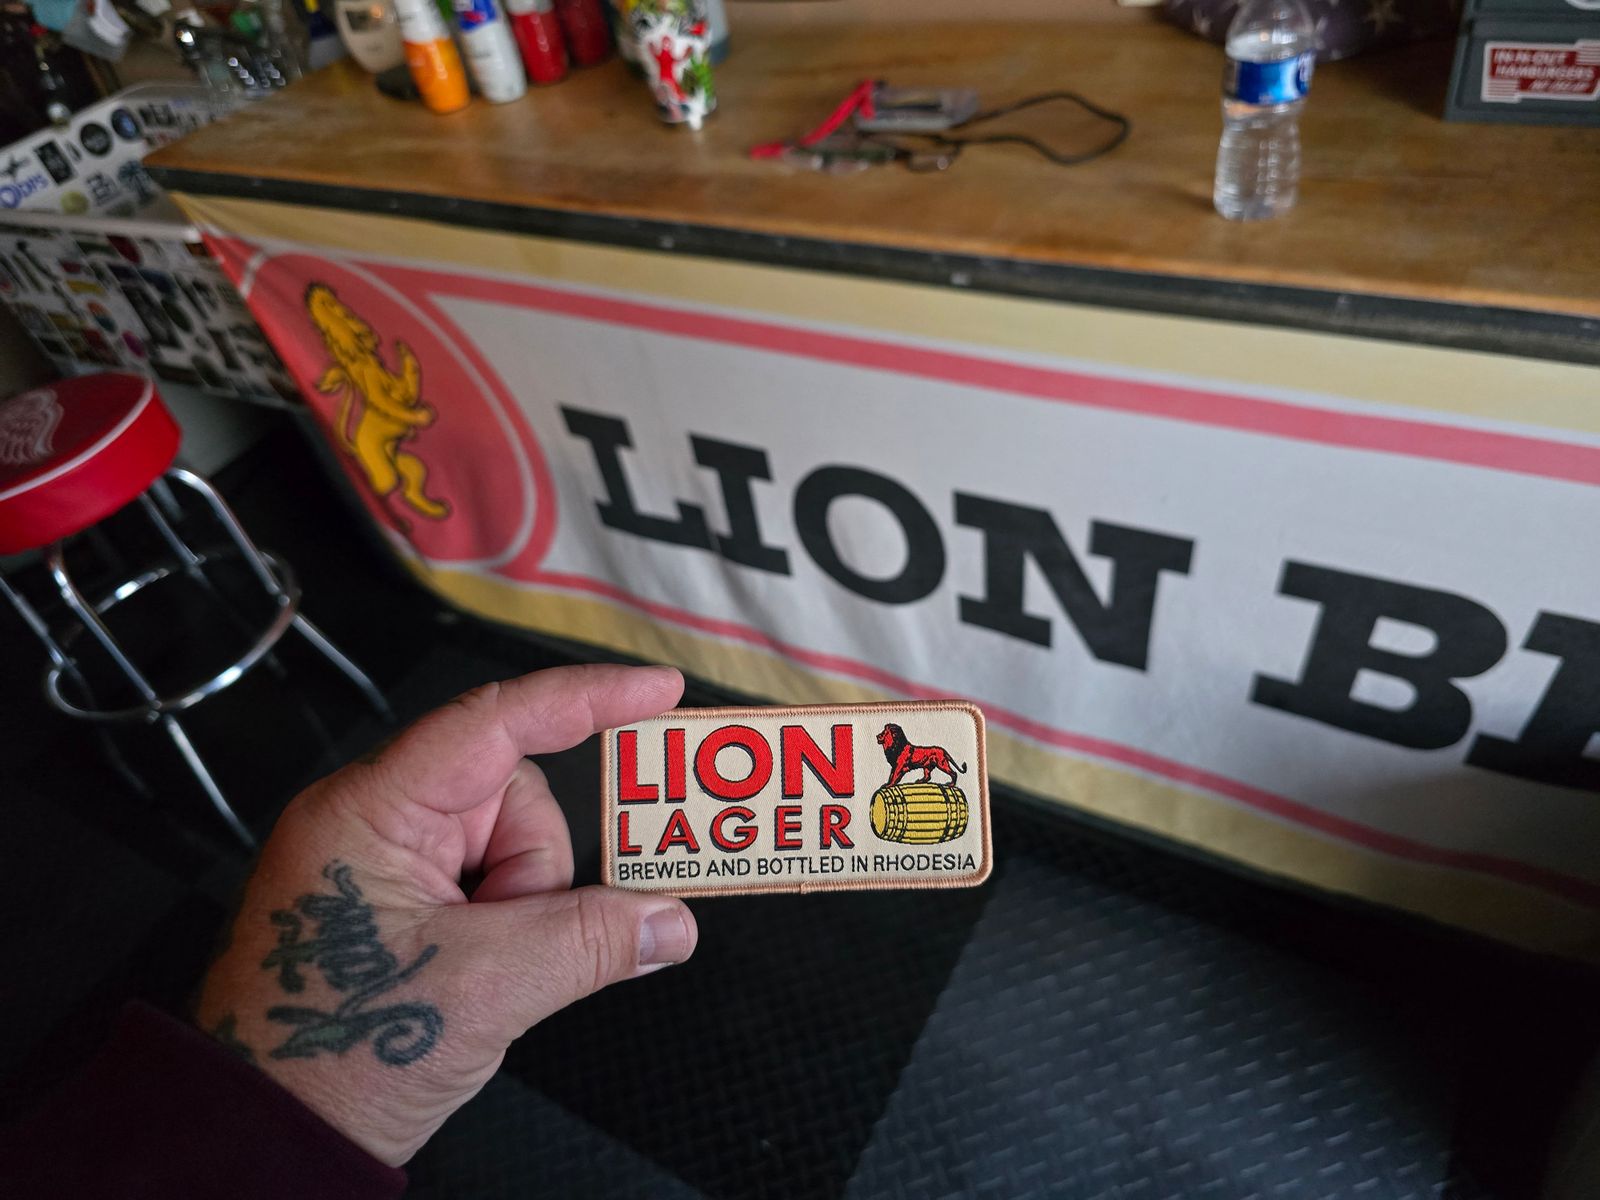 IN-N-OUT
HAMBURGERS
LION B
LION
LAGER
BREWED AND BOTTLED IN RHODESIA